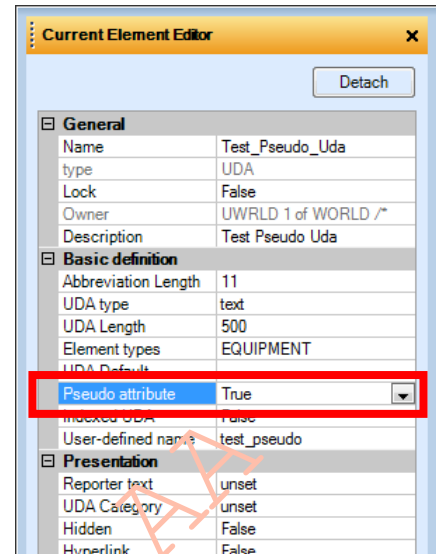 Current Element Editor
Detach
General
Name Test_Pseudo_Uda
type UDA
Lock False
Owner UWRLD 1 of WORLD /*
Description Test Pseudo Uda
Basic definition
Abbreviation Length 11
UDA type text
UDA Length 500
Element types EQUIPMENT
UDA Default
Pseudo attribute True
Indexed UDA False
User-defined name test_pseudo
Presentation
Reporter text unset
UDA Category unset
Hidden False
Hyperlink False